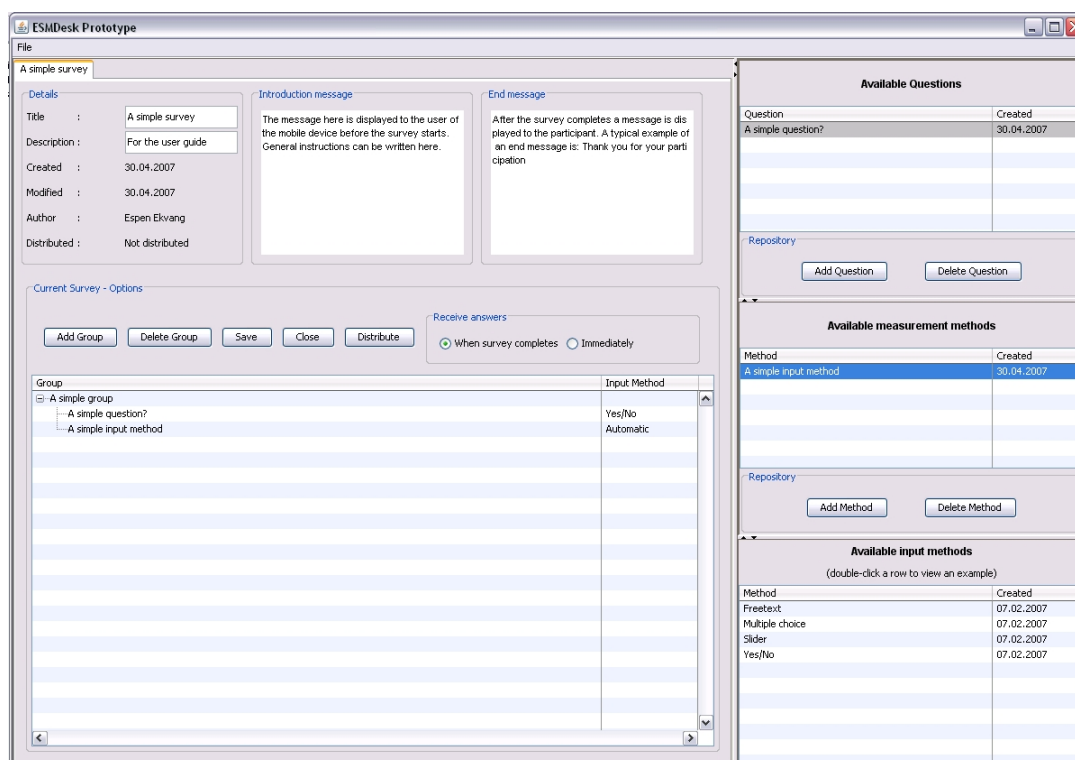 ESMDesk Prototype
File
A simple survey
Details
Title : A simple survey
Description : For the user guide
Created : 30.04.2007
Modified : 30.04.2007
Author : Espen Ekvang
Distributed : Not distributed
Introduction message
The message here is displayed to the user of
the mobile device before the survey starts.
General instructions can be written here.
End message
After the survey completes a message is dis
played to the participant. A typical example of
an end message is: Thank you for your parti
cipation
Current Survey - Options
Add Group Delete Group Save Close Distribute
Receive answers
When survey completes Immediately
Group Input Method
A simple group
A simple question? Yes/No
A simple input method Automatic
Available Questions
Question Created
A simple question? 30.04.2007
Repository
Add Question Delete Question
Available measurement methods
Method Created
A simple input method 30.04.2007
Repository
Add Method Delete Method
Available input methods
(double-click a row to view an example)
Method Created
Freetext 07.02.2007
Multiple choice 07.02.2007
Slider 07.02.2007
Yes/No 07.02.2007